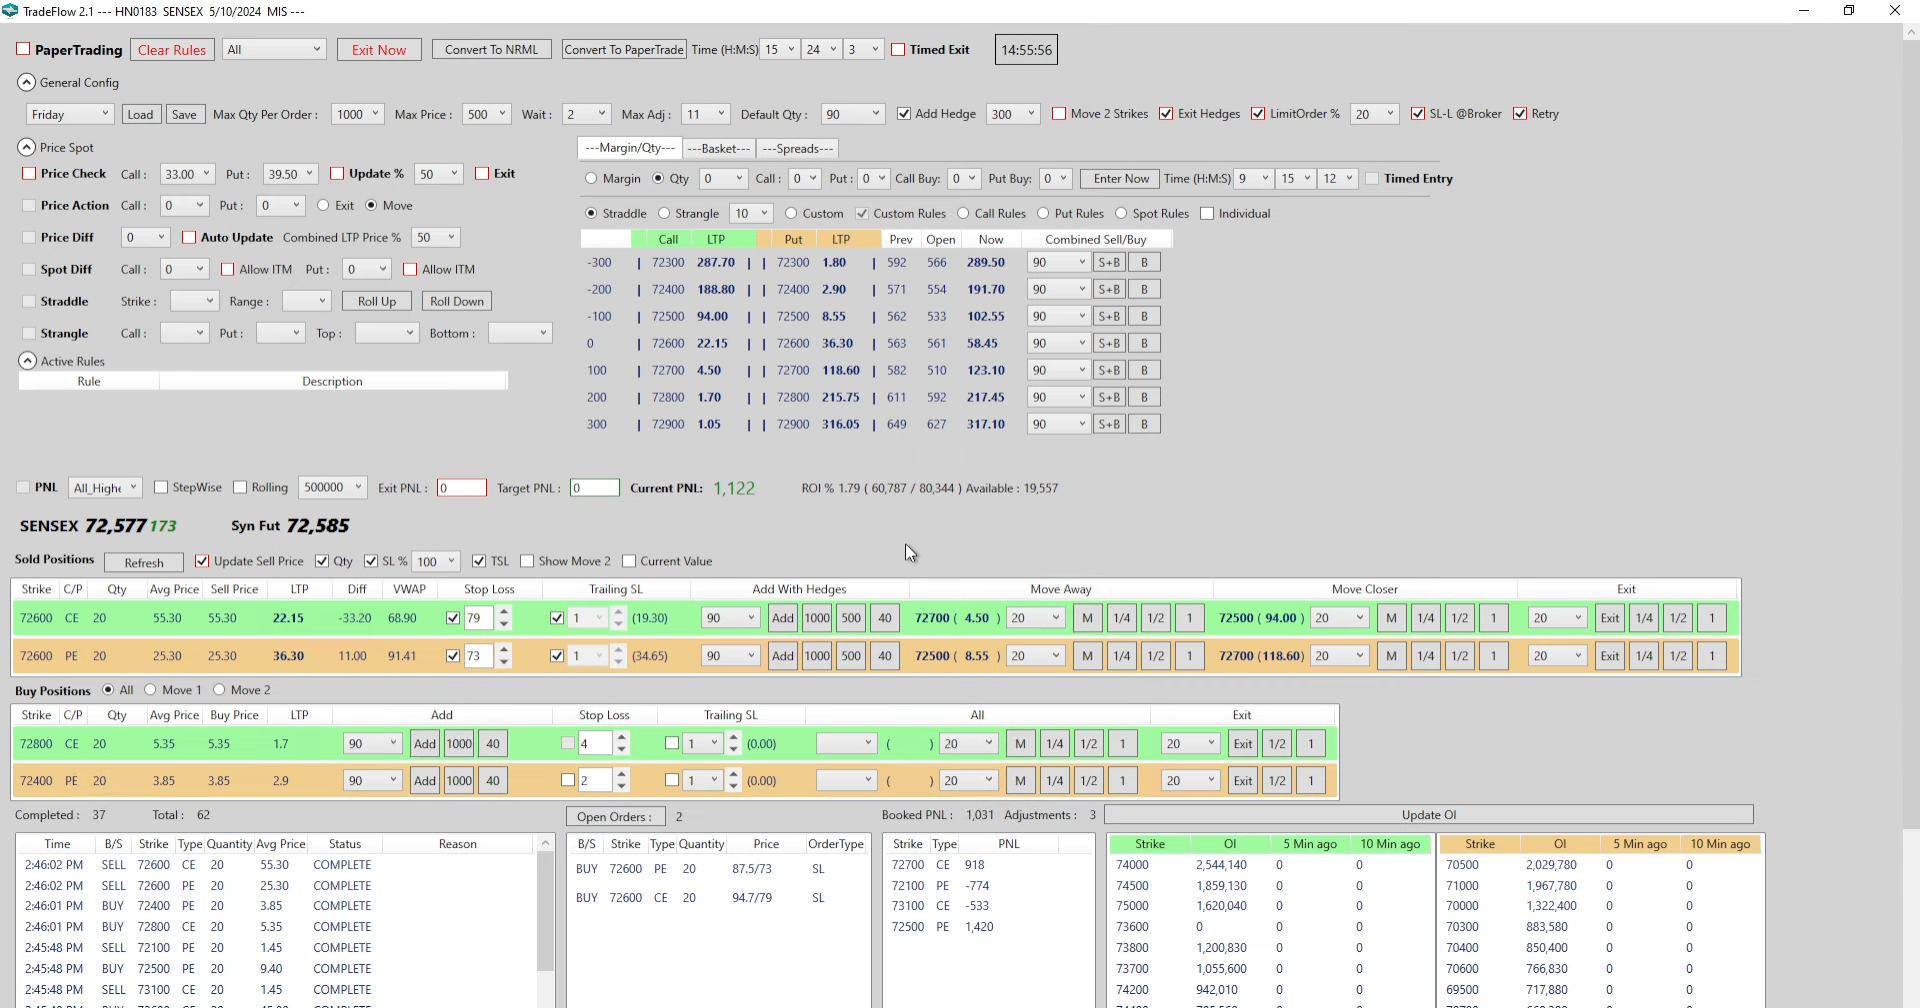 TradeFlow 2.1 --- HN0183 SENSEX 5/10/2024 MIS ---
PaperTrading Clear Rules All Exit Now Convert To NRML Convert To PaperTrade Time (H:M:S) 15 24 3 Timed Exit 14:55:56
General Config
Friday Load Save Max Qty Per Order : 1000 Max Price : 500 Wait : 2 Max Adj : 11 Default Qty : 90 Add Hedge 300 Move 2 Strikes Exit Hedges LimitOrder % 20 SL-L @Broker Retry
Price Spot
Price Check Call : 33.00 Put : 39.50 Update % 50 Exit
Price Action Call : 0 Put : 0 Exit Move
Price Diff 0 Auto Update Combined LTP Price % 50
Spot Diff Call : 0 Allow ITM Put : 0 Allow ITM
Straddle Strike : Range : Roll Up Roll Down
Strangle Call : Put : Top : Bottom :
Active Rules
Rule Description
---Margin/Qty--- ---Basket--- ---Spreads---
Margin Qty 0 Call : 0 Put : 0 Call Buy : 0 Put Buy : 0 Enter Now Time (H:M:S) 9 15 12 Timed Entry
Straddle Strangle 10 Custom Custom Rules Call Rules Put Rules Spot Rules Individual
Call LTP Put LTP Prev Open Now Combined Sell/Buy
-300 | 72300 287.70 | | 72300 1.80 | 592 566 289.50 90 S+B B
-200 | 72400 188.80 | | 72400 2.90 | 571 554 191.70 90 S+B B
-100 | 72500 94.00 | | 72500 8.55 | 562 533 102.55 90 S+B B
0 | 72600 22.15 | | 72600 36.30 | 563 561 58.45 90 S+B B
100 | 72700 4.50 | | 72700 118.60 | 582 510 123.10 90 S+B B
200 | 72800 1.70 | | 72800 215.75 | 611 592 217.45 90 S+B B
300 | 72900 1.05 | | 72900 316.05 | 649 627 317.10 90 S+B B
PNL All_Highe StepWise Rolling 500000 Exit PNL : 0 Target PNL : 0 Current PNL: 1,122 ROI % 1.79 ( 60,787 / 80,344 ) Available : 19,557
SENSEX 72,577 173 Syn Fut 72,585
Sold Positions Refresh Update Sell Price Qty SL % 100 TSL Show Move 2 Current Value
Strike C/P Qty Avg Price Sell Price LTP Diff VWAP Stop Loss Trailing SL Add With Hedges Move Away Move Closer Exit
72600 CE 20 55.30 55.30 22.15 -33.20 68.90 79 1 (19.30) 90 Add 1000 500 40 72700 ( 4.50 ) 20 M 1/4 1/2 1 72500 ( 94.00 ) 20 M 1/4 1/2 1 20 Exit 1/4 1/2 1
72600 PE 20 25.30 25.30 36.30 11.00 91.41 73 1 (34.65) 90 Add 1000 500 40 72500 ( 8.55 ) 20 M 1/4 1/2 1 72700 (118.60) 20 M 1/4 1/2 1 20 Exit 1/4 1/2 1
Buy Positions All Move 1 Move 2
Strike C/P Qty Avg Price Buy Price LTP Add Stop Loss Trailing SL All Exit
72800 CE 20 5.35 5.35 1.7 90 Add 1000 40 4 1 (0.00) ( ) 20 M 1/4 1/2 1 20 Exit 1/2 1
72400 PE 20 3.85 3.85 2.9 90 Add 1000 40 2 1 (0.00) ( ) 20 M 1/4 1/2 1 20 Exit 1/2 1
Completed : 37 Total : 62 Open Orders : 2 Booked PNL : 1,031 Adjustments : 3 Update OI
Time B/S Strike Type Quantity Avg Price Status Reason
2:46:02 PM SELL 72600 CE 20 55.30 COMPLETE
2:46:02 PM SELL 72600 PE 20 25.30 COMPLETE
2:46:01 PM BUY 72400 PE 20 3.85 COMPLETE
2:46:01 PM BUY 72800 CE 20 5.35 COMPLETE
2:45:48 PM SELL 72100 PE 20 1.45 COMPLETE
2:45:48 PM BUY 72500 PE 20 9.40 COMPLETE
2:45:48 PM SELL 73100 CE 20 1.45 COMPLETE
B/S Strike Type Quantity Price OrderType
BUY 72600 PE 20 87.5/73 SL
BUY 72600 CE 20 94.7/79 SL
Strike Type PNL
72700 CE 918
72100 PE -774
73100 CE -533
72500 PE 1,420
Strike OI 5 Min ago 10 Min ago
74000 2,544,140 0 0
74500 1,859,130 0 0
75000 1,620,040 0 0
73600 0 0 0
73800 1,200,830 0 0
73700 1,055,600 0 0
74200 942,010 0 0
Strike OI 5 Min ago 10 Min ago
70500 2,029,780 0 0
71000 1,967,780 0 0
70000 1,322,400 0 0
70300 883,580 0 0
70400 850,400 0 0
70600 766,830 0 0
69500 717,880 0 0